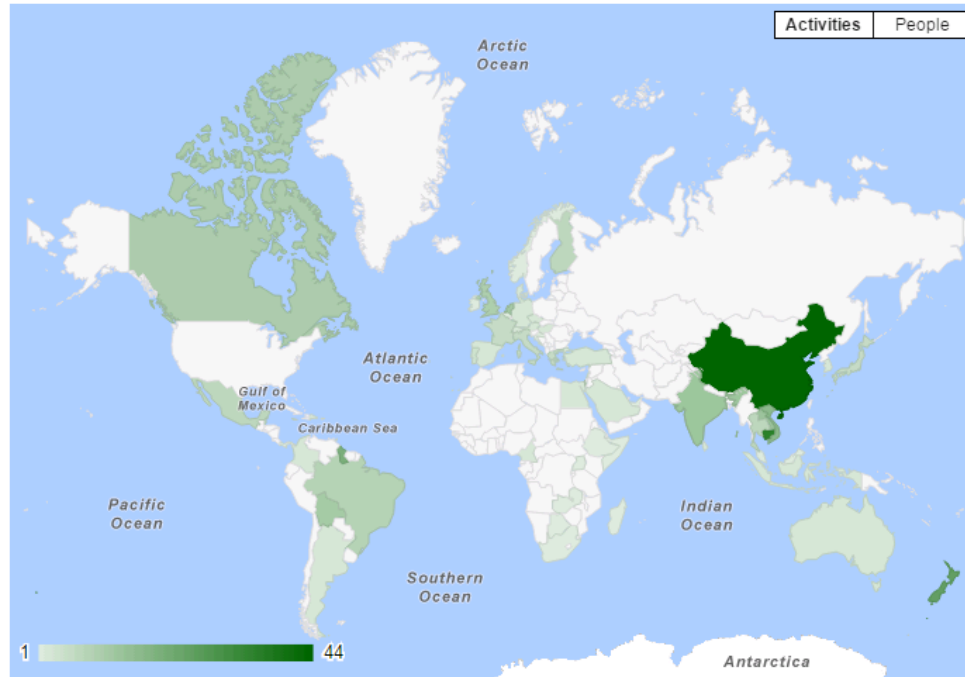 Activities People
Arctic
Ocean
Atlantic
Ocean
Gulf of
Mexico
Caribbean Sea
Pacific
Ocean
Indian
Ocean
Southern
Ocean
1 44
Antarctica